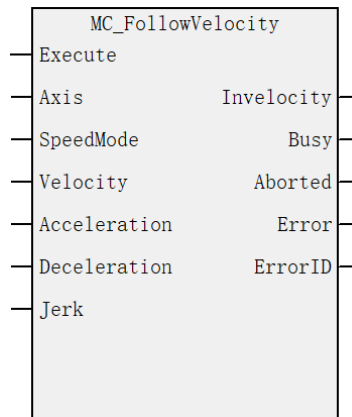 MC_FollowVelocity
Execute
Axis Invelocity
SpeedMode Busy
Velocity Aborted
Acceleration Error
Deceleration ErrorID
Jerk